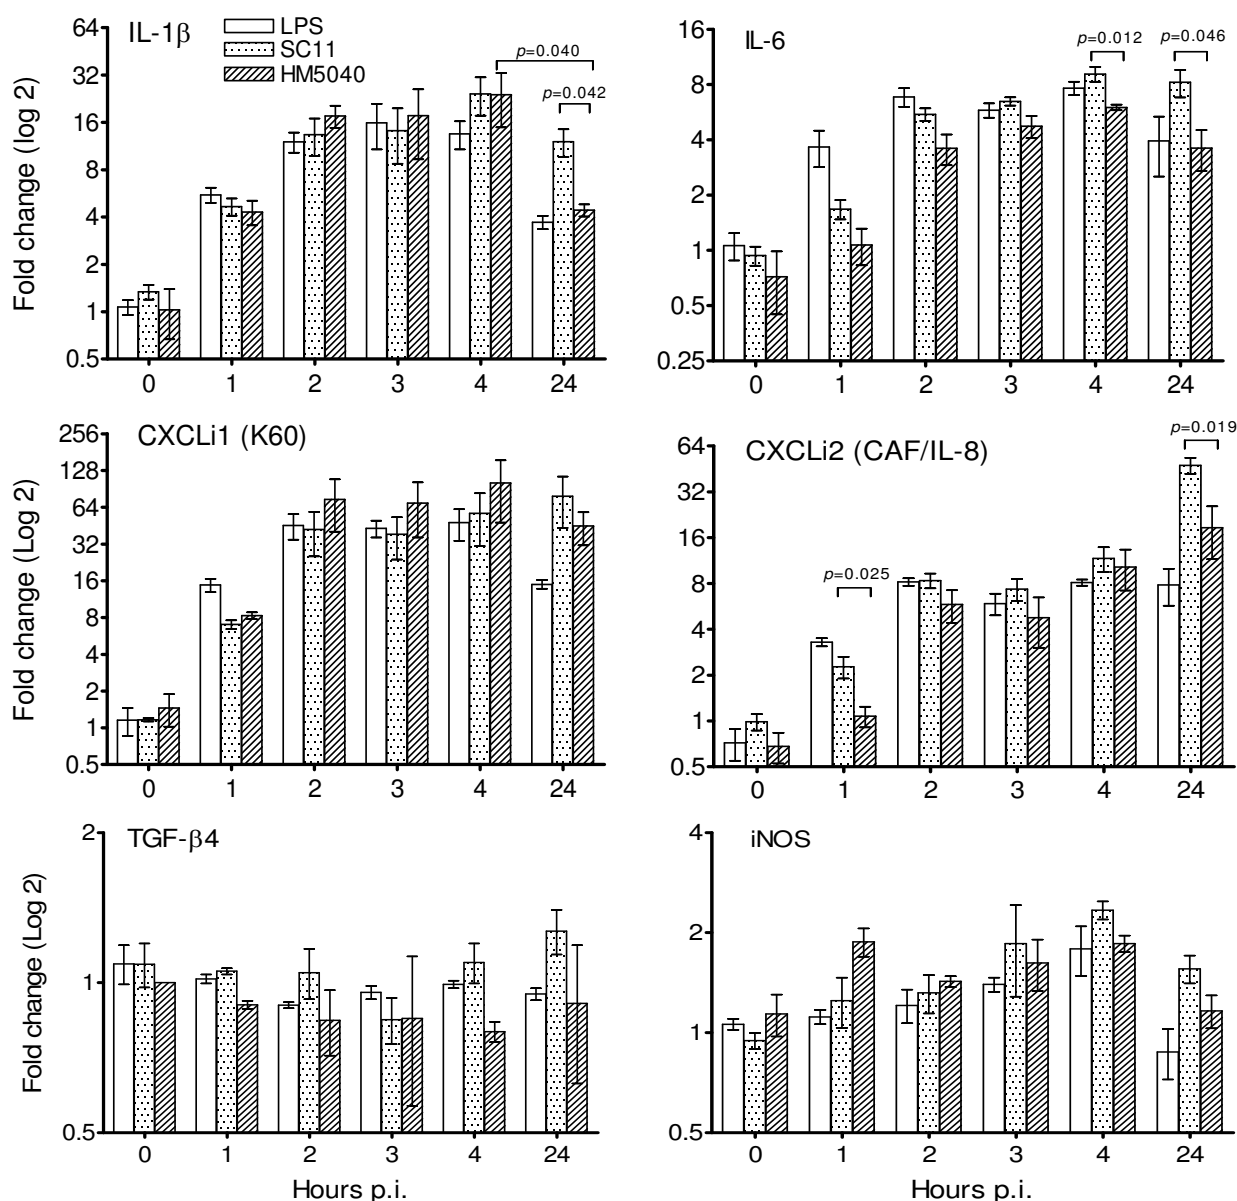 IL-1β
LPS
SC11
HM5040
p=0.040
p=0.042
Fold change (log 2)
64
32
16
8
4
2
1
0.5
0 1 2 3 4 24
IL-6
p=0.012
p=0.046
16
8
4
2
1
0.5
0.25
0 1 2 3 4 24
CXCLi1 (K60)
Fold change (Log 2)
256
128
64
32
16
8
4
2
1
0.5
0 1 2 3 4 24
CXCLi2 (CAF/IL-8)
p=0.019
p=0.025
64
32
16
8
4
2
1
0.5
0 1 2 3 4 24
TGF-β4
Fold change (Log 2)
2
1
0.5
0 1 2 3 4 24
Hours p.i.
iNOS
4
2
1
0.5
0 1 2 3 4 24
Hours p.i.